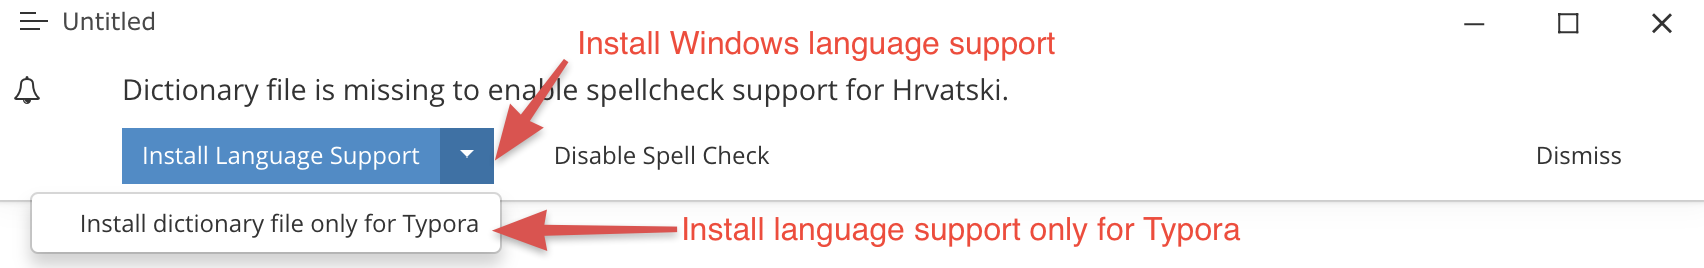 Untitled
Install Windows language support
Dictionary file is missing to enable spellcheck support for Hrvatski.
Install Language Support
Disable Spell Check
Dismiss
Install dictionary file only for Typora
Install language support only for Typora